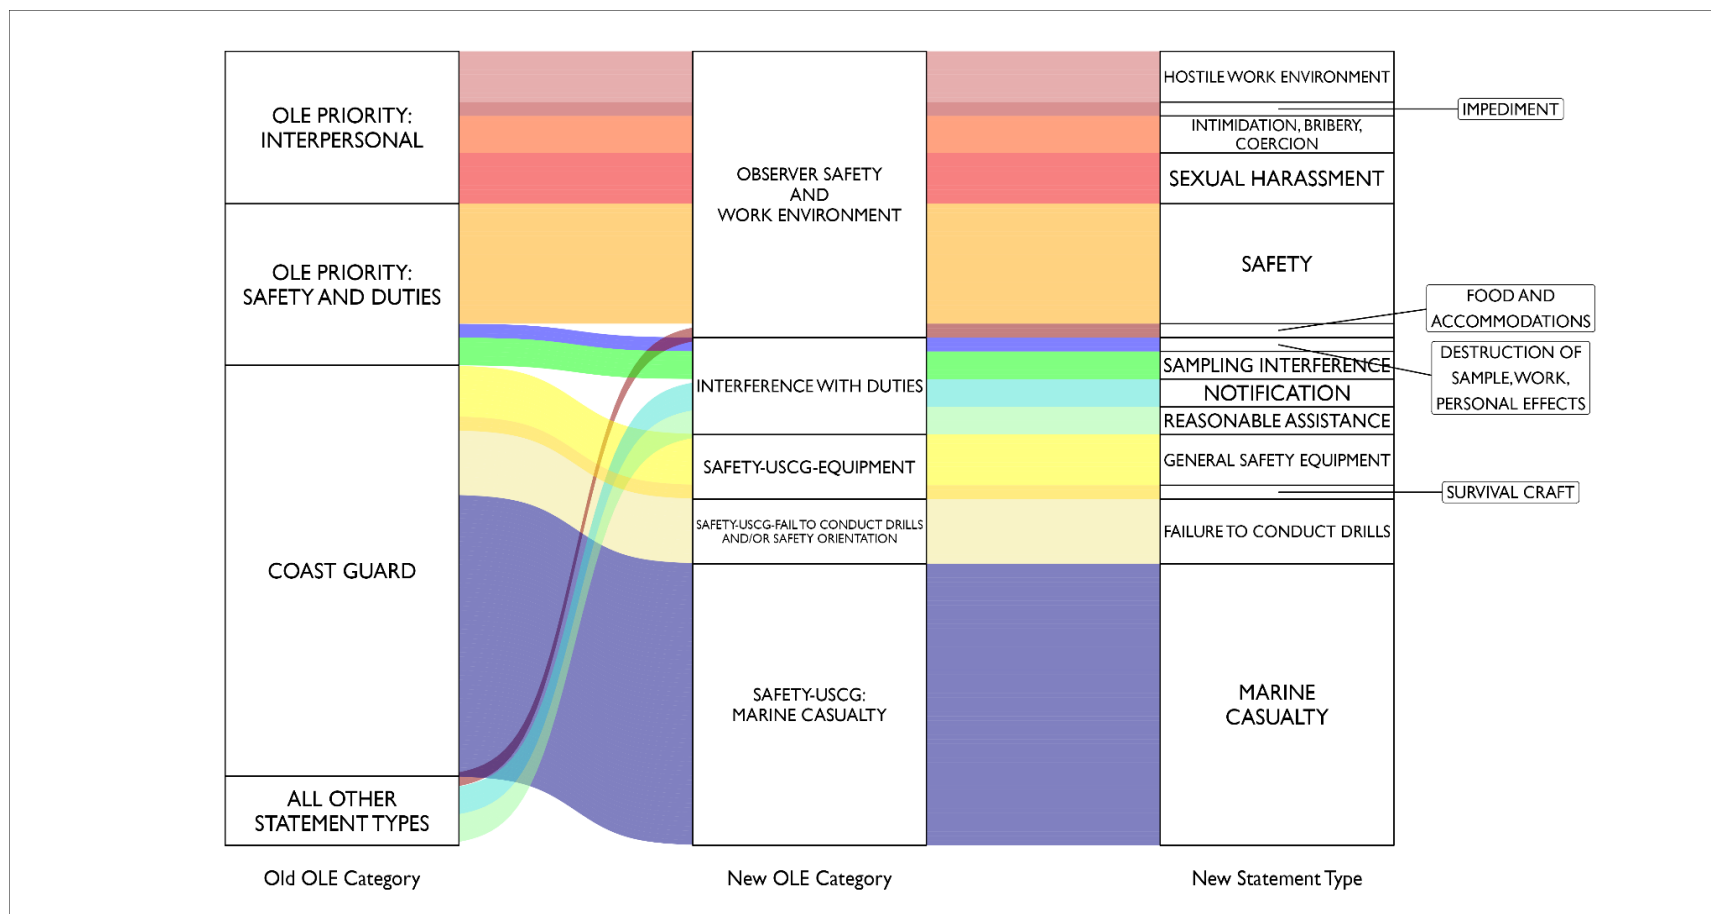 OLE PRIORITY:
INTERPERSONAL
OLE PRIORITY:
SAFETY AND DUTIES
COAST GUARD
ALL OTHER
STATEMENT TYPES
Old OLE Category
OBSERVER SAFETY
AND
WORK ENVIRONMENT
INTERFERENCE WITH DUTIES
SAFETY-USCG-EQUIPMENT
SAFETY-USCG-FAIL TO CONDUCT DRILLS
AND/OR SAFETY ORIENTATION
SAFETY-USCG:
MARINE CASUALTY
New OLE Category
HOSTILE WORK ENVIRONMENT
IMPEDIMENT
INTIMIDATION, BRIBERY,
COERCION
SEXUAL HARASSMENT
SAFETY
FOOD AND
ACCOMMODATIONS
DESTRUCTION OF
SAMPLE, WORK,
PERSONAL EFFECTS
SAMPLING INTERFERENCE
NOTIFICATION
REASONABLE ASSISTANCE
GENERAL SAFETY EQUIPMENT
SURVIVAL CRAFT
FAILURE TO CONDUCT DRILLS
MARINE
CASUALTY
New Statement Type